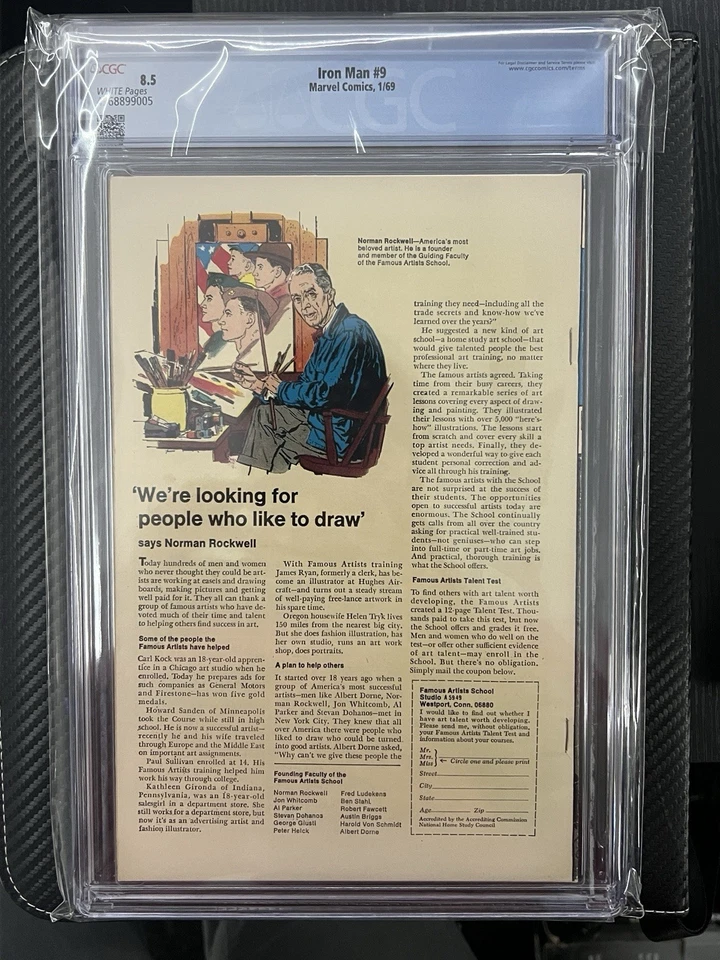 CGC
8.5
WHITE Pages
68899005
Iron Man #9
Marvel Comics, 1/69
www.cgccomics.com/terms
CGC
Norman Rockwell—America's most
beloved artist. He is a founder
and member of the Guiding Faculty
of the Famous Artists School.
'We're looking for
people who like to draw'
says Norman Rockwell
Today hundreds of men and women
who never thought they could be art-
ists are working at easels and drawing
boards, making pictures and getting
well paid for it. They all can thank a
group of famous artists who have de-
voted much of their time and talent
to helping others find success in art.
Some of the people the
Famous Artists have helped
Carl Kock was an 18-year-old appren-
tice in a Chicago art studio when he
enrolled. Today he prepares ads for
such companies as General Motors
and Firestone—has won five gold
medals.
Howard Sanden of Minneapolis
took the Course while still in high
school. He is now a successful artist—
recently he and his wife traveled
through Europe and the Middle East
on important art assignments.
Paul Sullivan enrolled at 14. His
Famous Artists training helped him
work his way through college.
Kathleen Gironda of Indiana,
Pennsylvania, was an 18-year-old
salesgirl in a department store. She
still works for a department store, but
now it's as an advertising artist and
fashion illustrator.
With Famous Artists training
James Ryan, formerly a clerk, has be-
come an illustrator at Hughes Air-
craft—and turns out a steady stream
of well-paying free-lance artwork in
his spare time.
Oregon housewife Helen Tryk lives
150 miles from the nearest big city.
But she does fashion illustration, has
her own studio, runs an art work
shop, does portraits.
A plan to help others
It started over 18 years ago when a
group of America's most successful
artists—men like Albert Dorne, Nor-
man Rockwell, Jon Whitcomb, Al
Parker and Stevan Dohanos—met in
New York City. They knew that all
over America there were people who
liked to draw who could be turned
into good artists. Albert Dorne asked,
"Why can't we give these people the
Founding Faculty of the
Famous Artists School
Norman Rockwell
Jon Whitcomb
Al Parker
Stevan Dohanos
George Giusti
Peter Helck
Fred Ludekens
Ben Stahl
Robert Fawcett
Austin Briggs
Harold Von Schmidt
Albert Dorne
training they need—including all the
trade secrets and know-how we've
learned over the years?"
He suggested a new kind of art
school—a home study art school—that
would give talented people the best
professional art training, no matter
where they live.
The famous artists agreed. Taking
time from their busy careers, they
created a remarkable series of art
lessons covering every aspect of draw-
ing and painting. They illustrated
their lessons with over 5,000 "here's-
how" illustrations. The lessons start
from scratch and cover every skill a
top artist needs. Finally, they de-
veloped a wonderful way to give each
student personal correction and ad-
vice all through his training.
The famous artists with the School
are not surprised at the success of
their students. The opportunities
open to successful artists today are
enormous. The School continually
gets calls from all over the country
asking for practical well-trained stu-
dents—not geniuses—who can step
into full-time or part-time art jobs.
And practical, thorough training is
what the School offers.
Famous Artists Talent Test
To find others with art talent worth
developing, the Famous Artists
created a 12-page Talent Test. Thou-
sands paid to take this test, but now
the School offers and grades it free.
Men and women who do well on the
test—or offer other sufficient evidence
of art talent—may enroll in the
School. But there's no obligation.
Simply mail the coupon below.
Famous Artists School
Studio
Westport, Conn. 06880
I would like to find out whether I
have art talent worth developing.
Please send me, without obligation,
your Famous Artists Talent Test and
information about your courses.
Mr.
Mrs.
Miss
← Circle one and please print
Street
City
State
Age Zip
Accredited by the Accrediting Commission
National Home Study Council